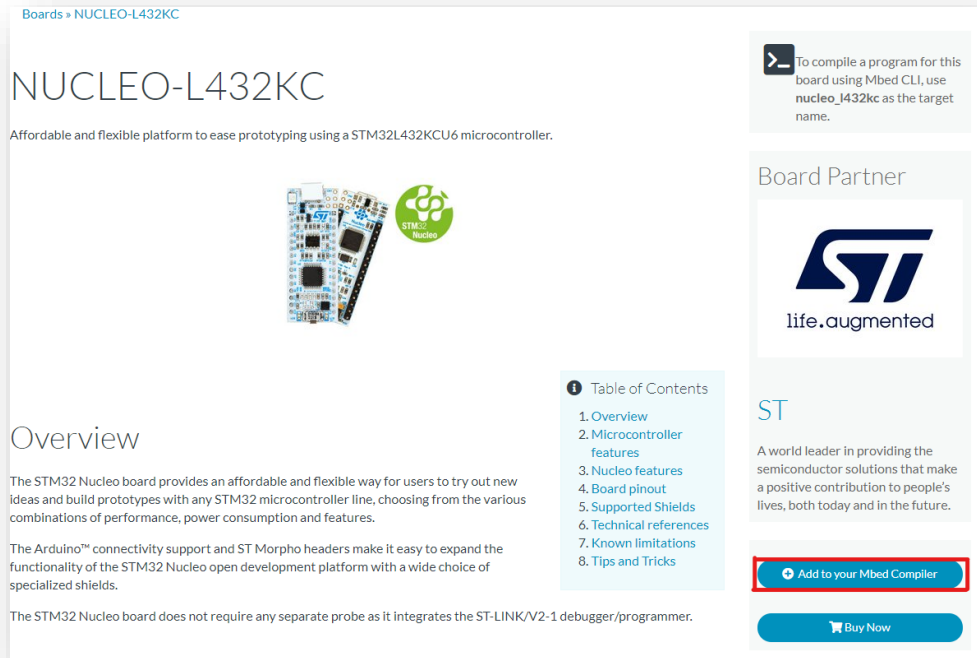 Boards » NUCLEO-L432KC
NUCLEO-L432KC
Affordable and flexible platform to ease prototyping using a STM32L432KCU6 microcontroller.
ST
STM32
Nucleo
Overview
The STM32 Nucleo board provides an affordable and flexible way for users to try out new
ideas and build prototypes with any STM32 microcontroller line, choosing from the various
combinations of performance, power consumption and features.
The Arduino™ connectivity support and ST Morpho headers make it easy to expand the
functionality of the STM32 Nucleo open development platform with a wide choice of
specialized shields.
The STM32 Nucleo board does not require any separate probe as it integrates the ST-LINK/V2-1 debugger/programmer.
Table of Contents
1. Overview
2. Microcontroller
features
3. Nucleo features
4. Board pinout
5. Supported Shields
6. Technical references
7. Known limitations
8. Tips and Tricks
To compile a program for this
board using Mbed CLI, use
nucleo_l432kc as the target
name.
Board Partner
ST
life.augmented
ST
A world leader in providing the
semiconductor solutions that make
a positive contribution to people's
lives, both today and in the future.
Add to your Mbed Compiler
Buy Now